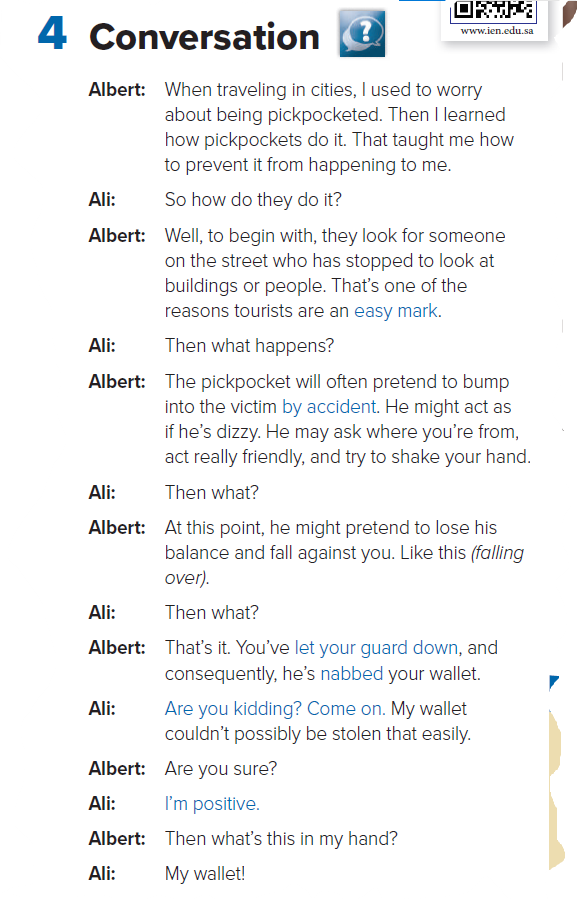 www.ien.edu.sa
4 Conversation
Albert: When traveling in cities, I used to worry
about being pickpocketed. Then I learned
how pickpockets do it. That taught me how
to prevent it from happening to me.
Ali: So how do they do it?
Albert: Well, to begin with, they look for someone
on the street who has stopped to look at
buildings or people. That's one of the
reasons tourists are an easy mark.
Ali: Then what happens?
Albert: The pickpocket will often pretend to bump
into the victim by accident. He might act as
if he's dizzy. He may ask where you're from,
act really friendly, and try to shake your hand.
Ali: Then what?
Albert: At this point, he might pretend to lose his
balance and fall against you. Like this (falling
over).
Ali: Then what?
Albert: That's it. You've let your guard down, and
consequently, he's nabbed your wallet.
Ali: Are you kidding? Come on. My wallet
couldn't possibly be stolen that easily.
Albert: Are you sure?
Ali: I'm positive.
Albert: Then what's this in my hand?
Ali: My wallet!